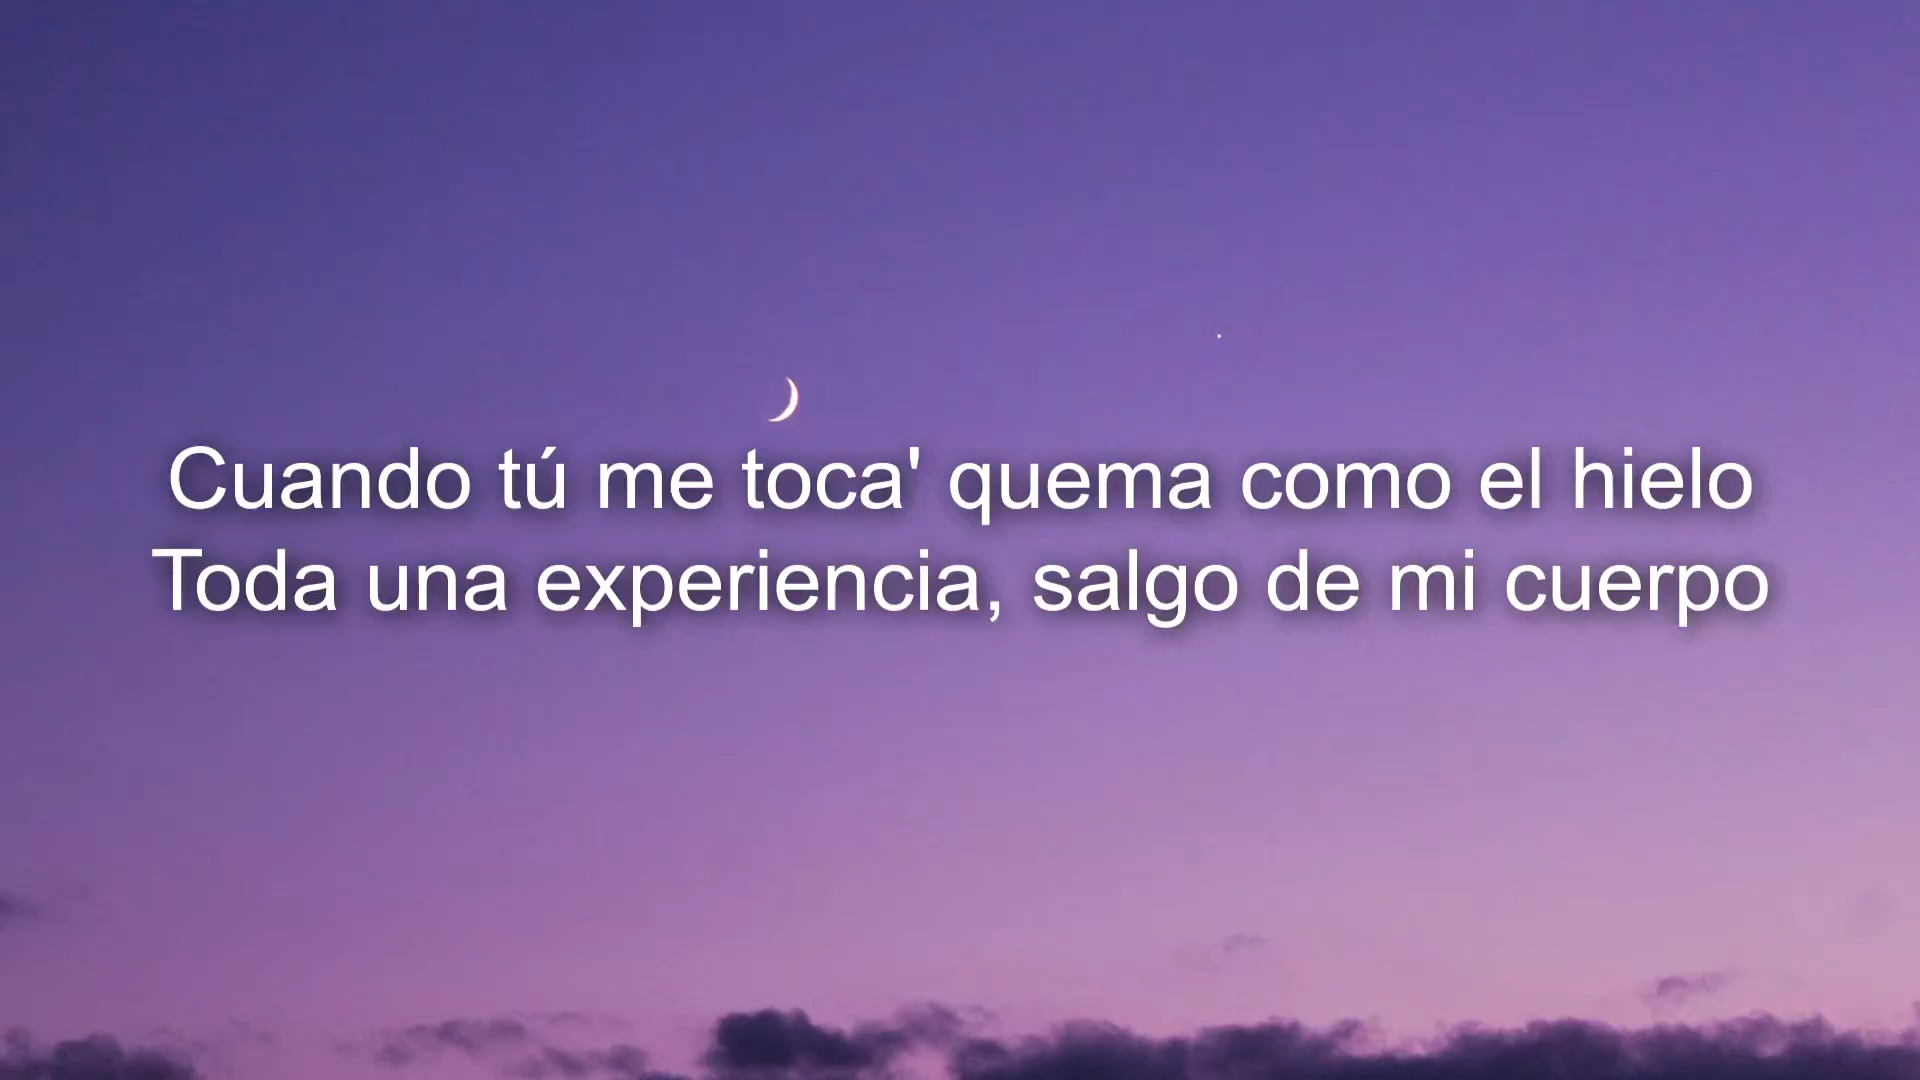 Cuando tú me toca' quema como el hielo
Toda una experiencia, salgo de mi cuerpo